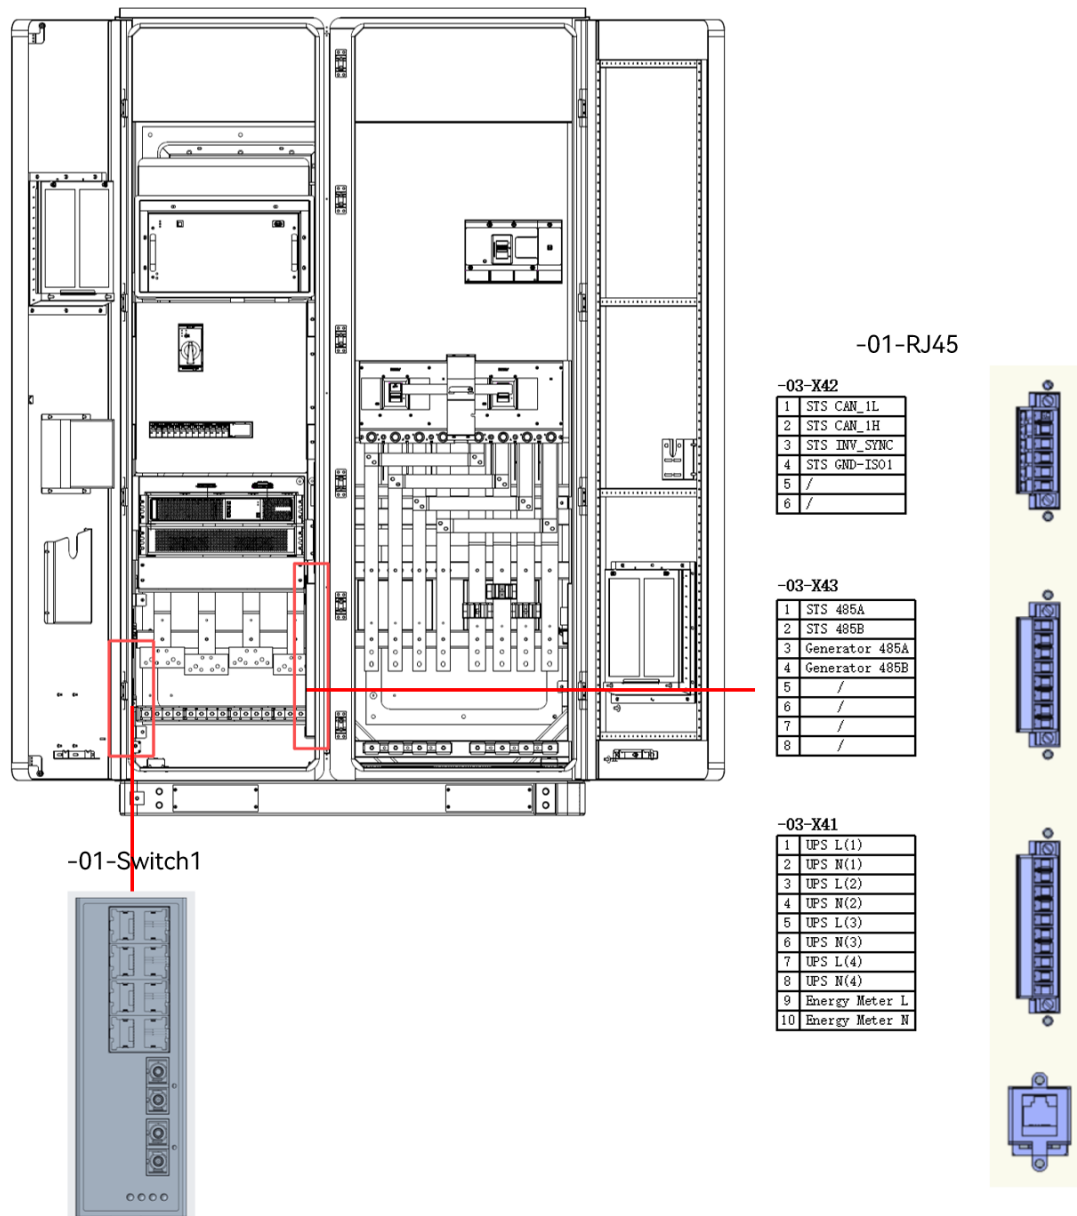 -01-RJ45
-03-X42
1 STS CAN_1L
2 STS CAN_1H
3 STS INV_SYNC
4 STS GND-ISO1
5 /
6 /
-03-X43
1 STS 485A
2 STS 485B
3 Generator 485A
4 Generator 485B
5 /
6 /
7 /
8 /
-03-X41
1 UPS L(1)
2 UPS N(1)
3 UPS L(2)
4 UPS N(2)
5 UPS L(3)
6 UPS N(3)
7 UPS L(4)
8 UPS N(4)
9 Energy Meter L
10 Energy Meter N
-01-Switch1